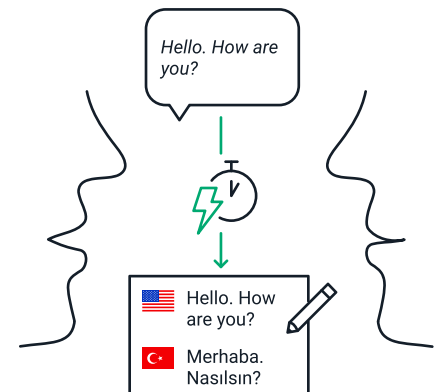 Hello. How are
you?
Hello. How
are you?
Merhaba.
Nasılsın?